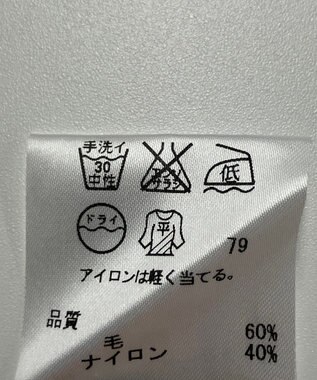 手洗イ
30
中性
エンソ
サラシ
低
ドライ
平
79
アイロンは軽く当てる。
品質
毛 60%
ナイロン 40%